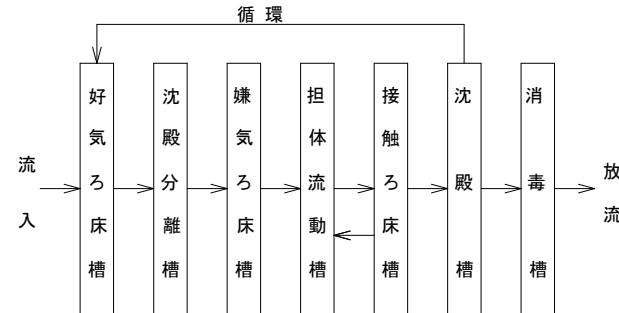 循環
流入
好気ろ床槽
沈殿分離槽
嫌気ろ床槽
担体流動槽
接触ろ床槽
沈殿槽
消毒槽
放流